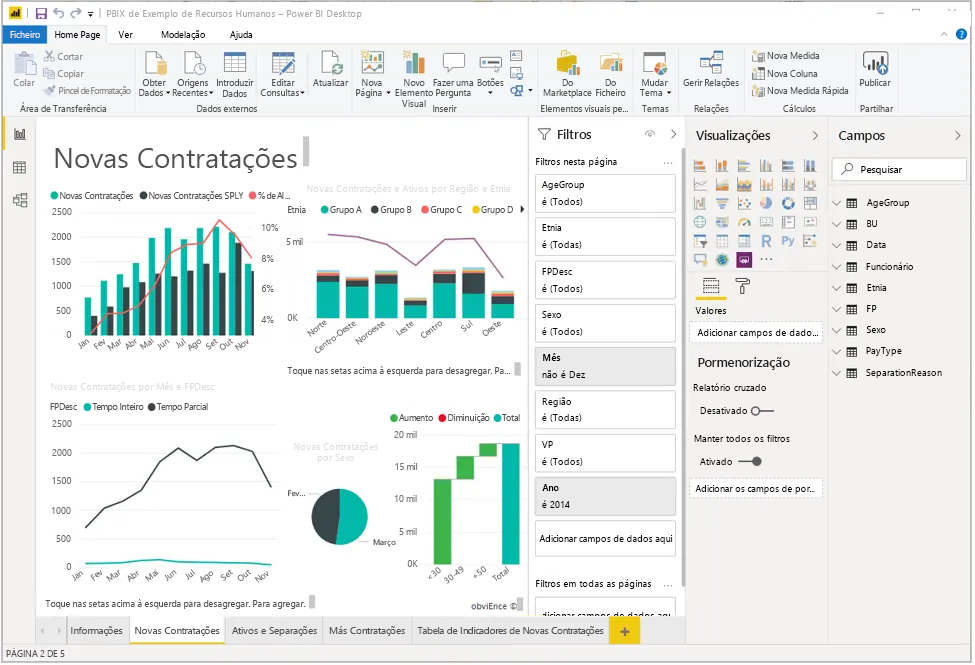 PBIX de Exemplo de Recursos Humanos – Power BI Desktop
Ficheiro Home Page Ver Modelação Ajuda
Colar
Cortar
Copiar
Pincel de Formatação
Área de Transferência
Obter Dados
Origens Recentes
Introduzir Dados
Editar Consultas
Dados externos
Atualizar
Nova Página
Novo Elemento Visual
Fazer uma Pergunta
Botões
Inserir
Do Marketplace
Do Ficheiro
Elementos visuais pe...
Mudar Tema
Temas
Gerir Relações
Relações
Nova Medida
Nova Coluna
Nova Medida Rápida
Cálculos
Publicar
Partilhar
Novas Contratações
Novas Contratações Novas Contratações SPLY % de Al...
2500
2000
1500
1000
500
0
10%
8%
6%
4%
Jan Fev Mar Abr Mai Jun Jul Ago Set Out Nov
Novas Contratações e Ativos por Região e Etnia
Etnia Grupo A Grupo B Grupo C Grupo D
5 mil
0K
Norte Centro-Oeste Noroeste Leste Centro Sul Oeste
Toque nas setas acima à esquerda para desagregar. Pa...
Novas Contratações por Mês e FPDesc
FPDesc Tempo Inteiro Tempo Parcial
2500
2000
1500
1000
500
0
Jan Fev Mar Abr Mai Jun Jul Ago Set Out Nov
Toque nas setas acima à esquerda para desagregar. Para agregar.
Novas Contratações
por Sexo
Fev...
Março
Aumento Diminuição Total
20 mil
15 mil
10 mil
5 mil
0K
<30 30-49 +50 Total
obviEnce ©
Filtros
Filtros nesta página ...
AgeGroup
é (Todos)
Etnia
é (Todas)
FPDesc
é (Todos)
Sexo
é (Todos)
Mês
não é Dez
Região
é (Todas)
VP
é (Todos)
Ano
é 2014
Adicionar campos de dados aqui
Filtros em todas as páginas ...
Visualizações
R Py
...
Valores
Adicionar campos de dado...
Pormenorização
Relatório cruzado
Desativado
Manter todos os filtros
Ativado
Adicionar os campos de por...
Campos
Pesquisar
AgeGroup
BU
Data
Funcionário
Etnia
FP
Sexo
PayType
SeparationReason
Informações Novas Contratações Ativos e Separações Más Contratações Tabela de Indicadores de Novas Contratações +
PÁGINA 2 DE 5